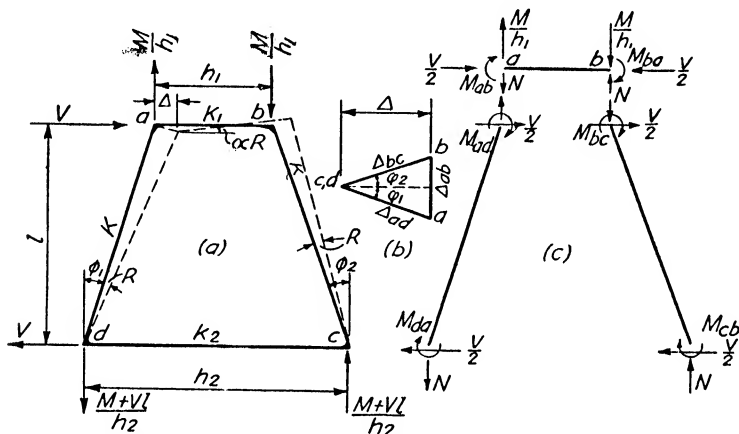 M/h₁ M/h₁
h₁
Δ
V a K₁ b
αR
K K
l (a)
R R
ϕ₁ ϕ₂
V d K₂ c
h₂
(M+Vl)/h₂ (M+Vl)/h₂
Δ
b
Δbc
c,d φ₂ Δab
φ₁
Δad a
(b)
M/h₁ M/h₁
V/2 a b Mba V/2
Mab N N
Mad V/2 Mbc V/2
(c)
Mda V/2 Mcb V/2
N N